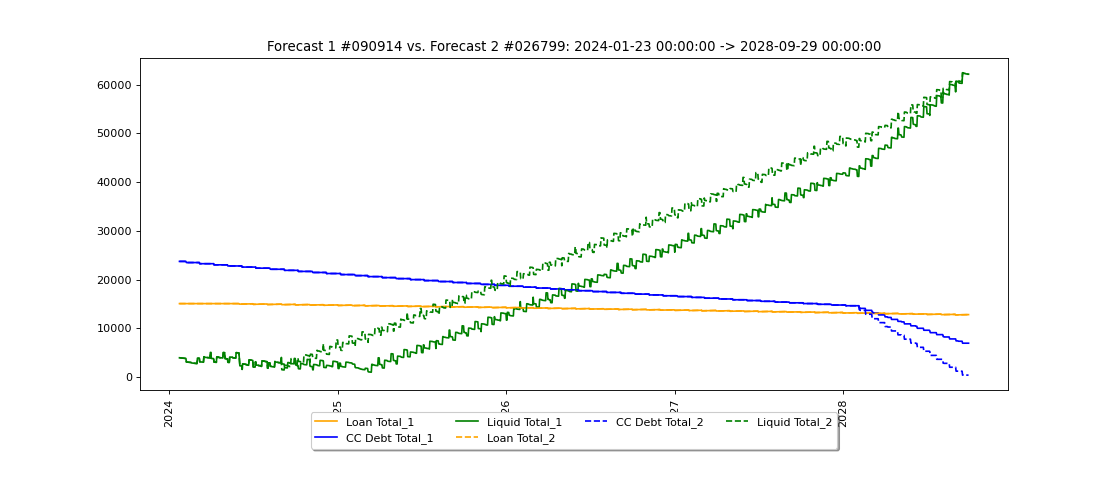 Forecast 1 #090914 vs. Forecast 2 #026799: 2024-01-23 00:00:00 -> 2028-09-29 00:00:00
60000
50000
40000
30000
20000
10000
0
2024
25
26
27
2028
Loan Total_1
Liquid Total_1
CC Debt Total_2
Liquid Total_2
CC Debt Total_1
Loan Total_2